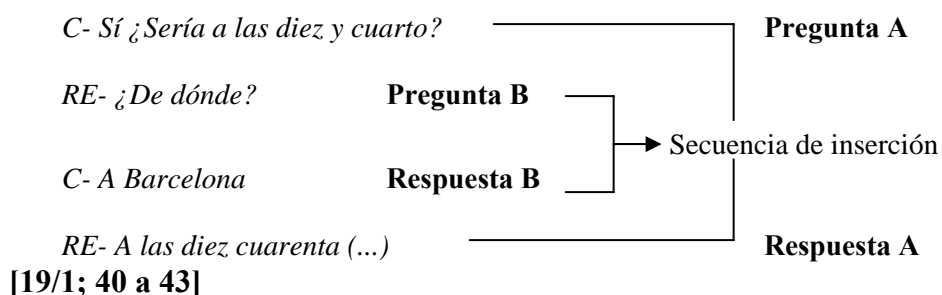 C- Sí ¿Sería a las diez y cuarto? Pregunta A
RE- ¿De dónde? Pregunta B
Secuencia de inserción
C- A Barcelona Respuesta B
RE- A las diez cuarenta (...) Respuesta A
[19/1; 40 a 43]